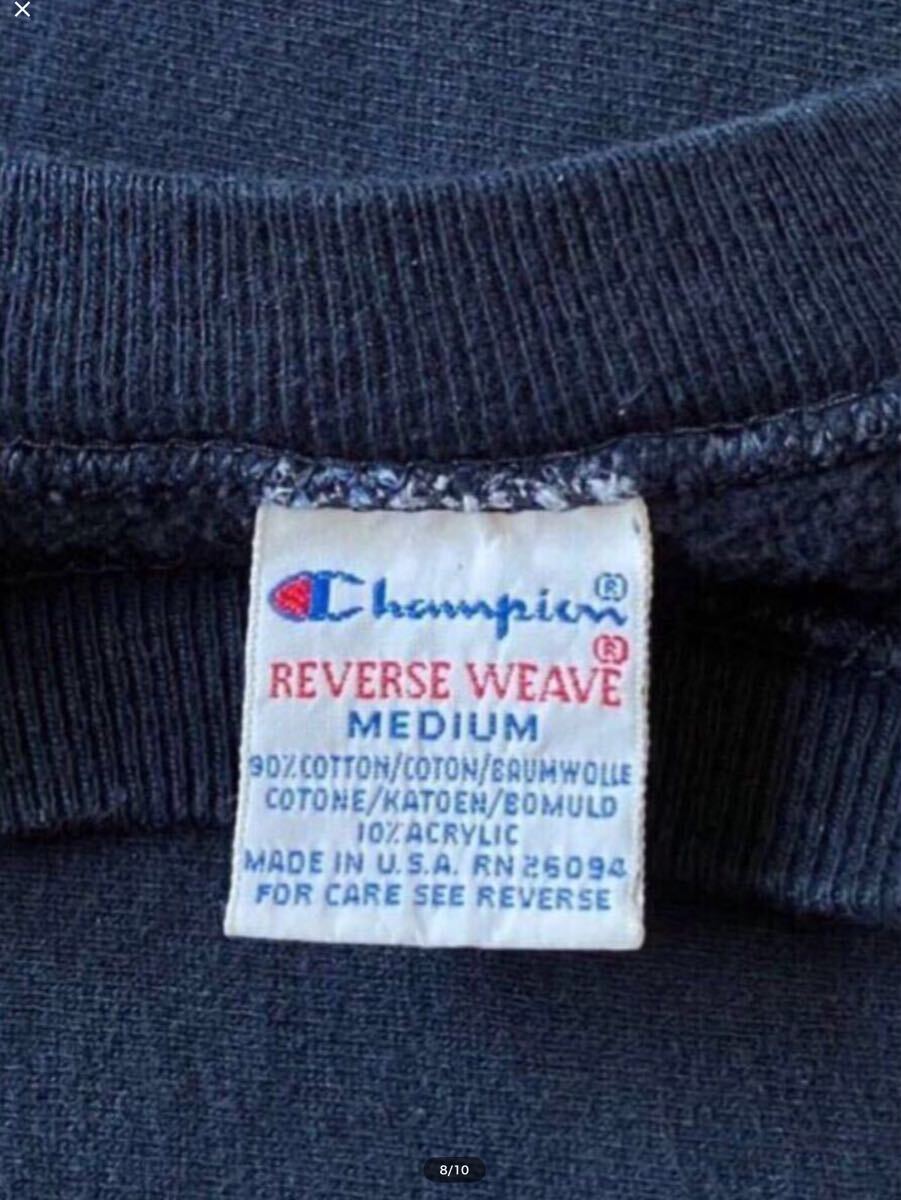 Champion®
REVERSE WEAVE®
MEDIUM
90% COTTON/COTON/BAUMWOLLE
COTONE/KATOEN/BOMULD
10% ACRYLIC
MADE IN U.S.A. RN 26094
FOR CARE SEE REVERSE
8/10